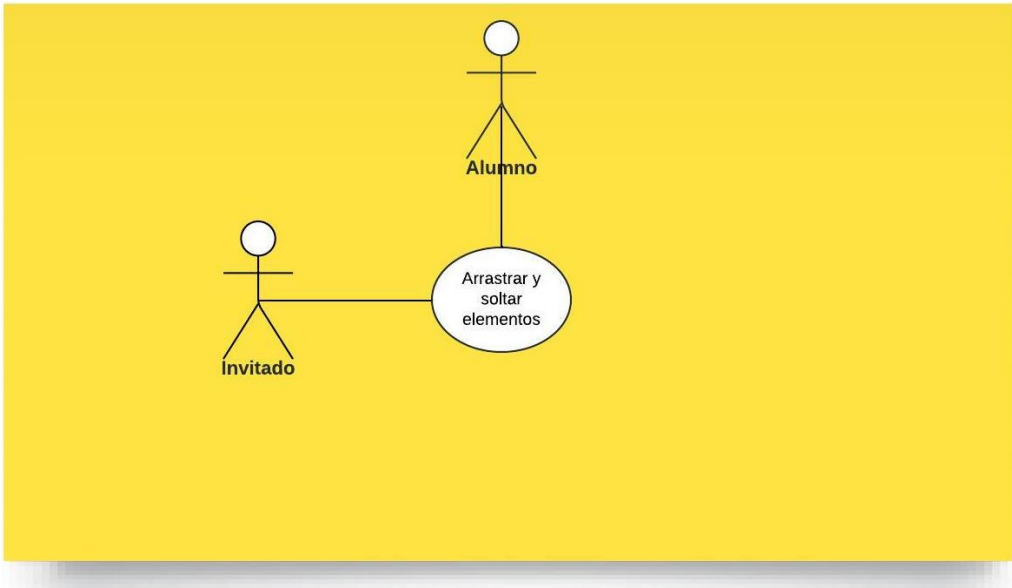 Alumno
Arrastrar y
soltar
elementos
Invitado